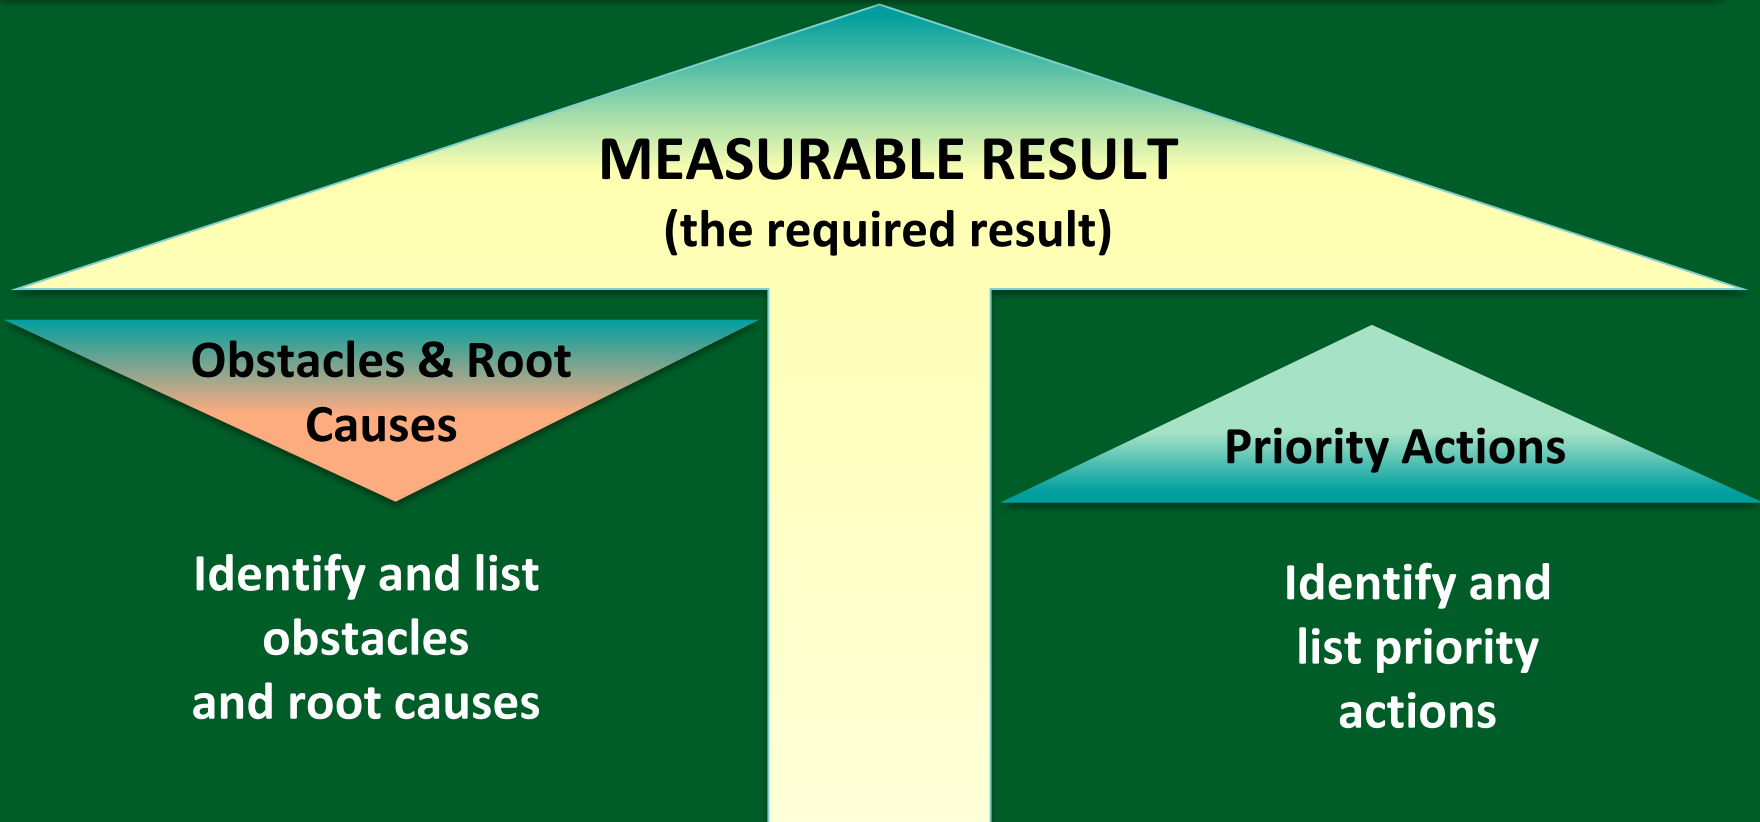 MEASURABLE RESULT
(the required result)
Obstacles & Root
Causes
Identify and list
obstacles
and root causes
Priority Actions
Identify and
list priority
actions